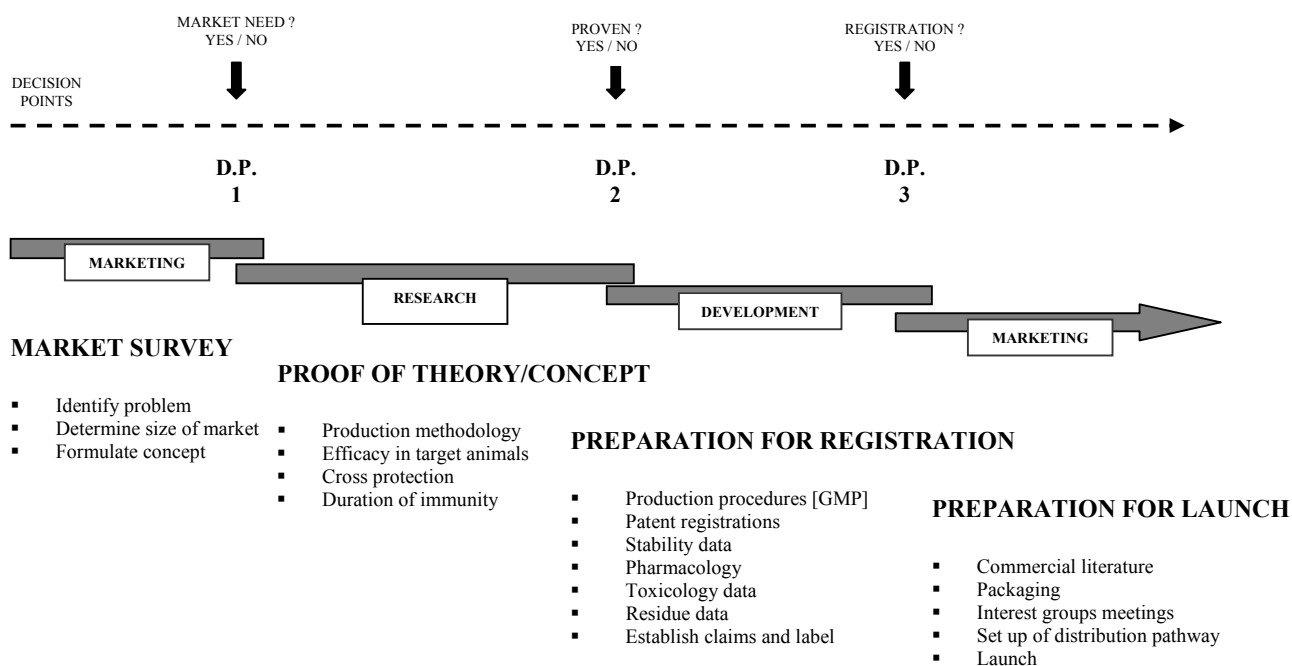 MARKET NEED ?
YES / NO
PROVEN ?
YES / NO
REGISTRATION ?
YES / NO
DECISION
POINTS
D.P.
1
D.P.
2
D.P.
3
MARKETING
RESEARCH
DEVELOPMENT
MARKETING
MARKET SURVEY
▪ Identify problem
▪ Determine size of market
▪ Formulate concept
PROOF OF THEORY/CONCEPT
▪ Production methodology
▪ Efficacy in target animals
▪ Cross protection
▪ Duration of immunity
PREPARATION FOR REGISTRATION
▪ Production procedures [GMP]
▪ Patent registrations
▪ Stability data
▪ Pharmacology
▪ Toxicology data
▪ Residue data
▪ Establish claims and label
PREPARATION FOR LAUNCH
▪ Commercial literature
▪ Packaging
▪ Interest groups meetings
▪ Set up of distribution pathway
▪ Launch